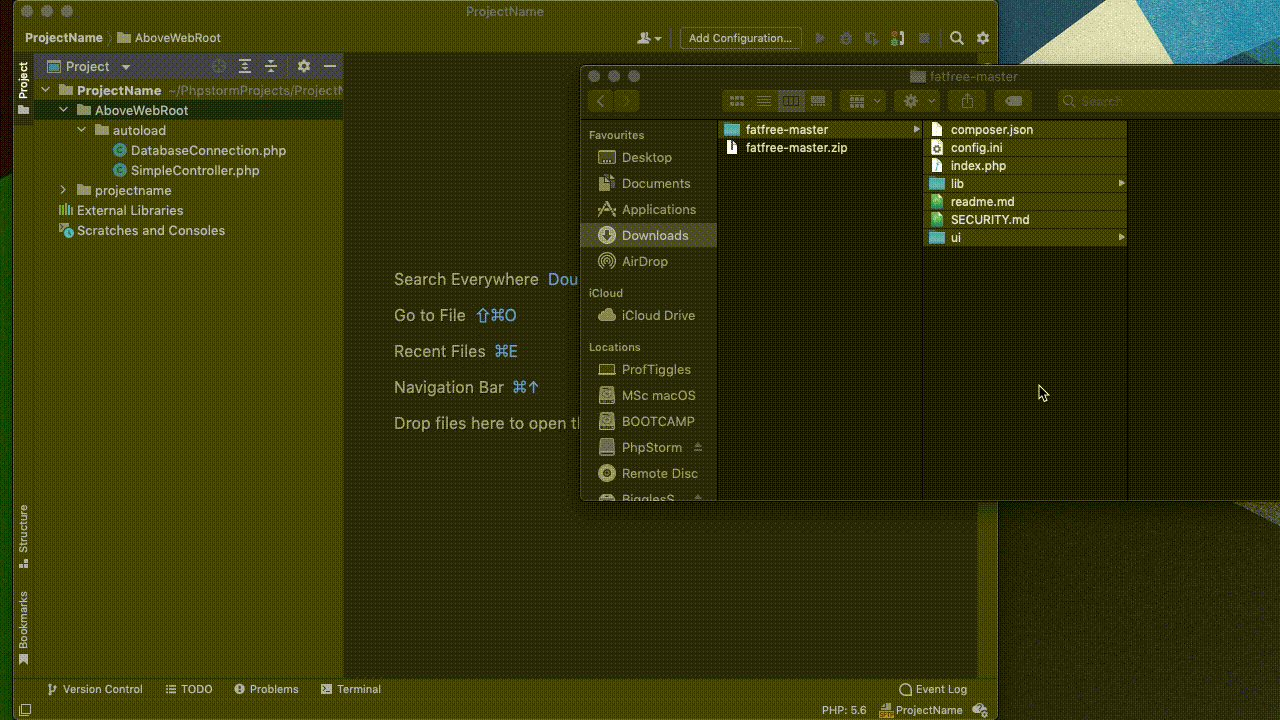 ProjectName
ProjectName
AboveWebRoot
Add Configuration...
Project
Project
ProjectName ~/PhpstormProjects/ProjectN
AboveWebRoot
autoload
DatabaseConnection.php
SimpleController.php
projectname
External Libraries
Scratches and Consoles
Search Everywhere Dou
Go to File ⇧⌘O
Recent Files ⌘E
Navigation Bar ⌘↑
Drop files here to open t
Structure
Bookmarks
fatfree-master
Search
Favourites
Desktop
Documents
Applications
Downloads
AirDrop
iCloud
iCloud Drive
Locations
ProfTiggles
MSc macOS
BOOTCAMP
PhpStorm
Remote Disc
BigglesS
fatfree-master
fatfree-master.zip
composer.json
config.ini
index.php
lib
readme.md
SECURITY.md
ui
Version Control
TODO
Problems
Terminal
Event Log
PHP: 5.6
ProjectName